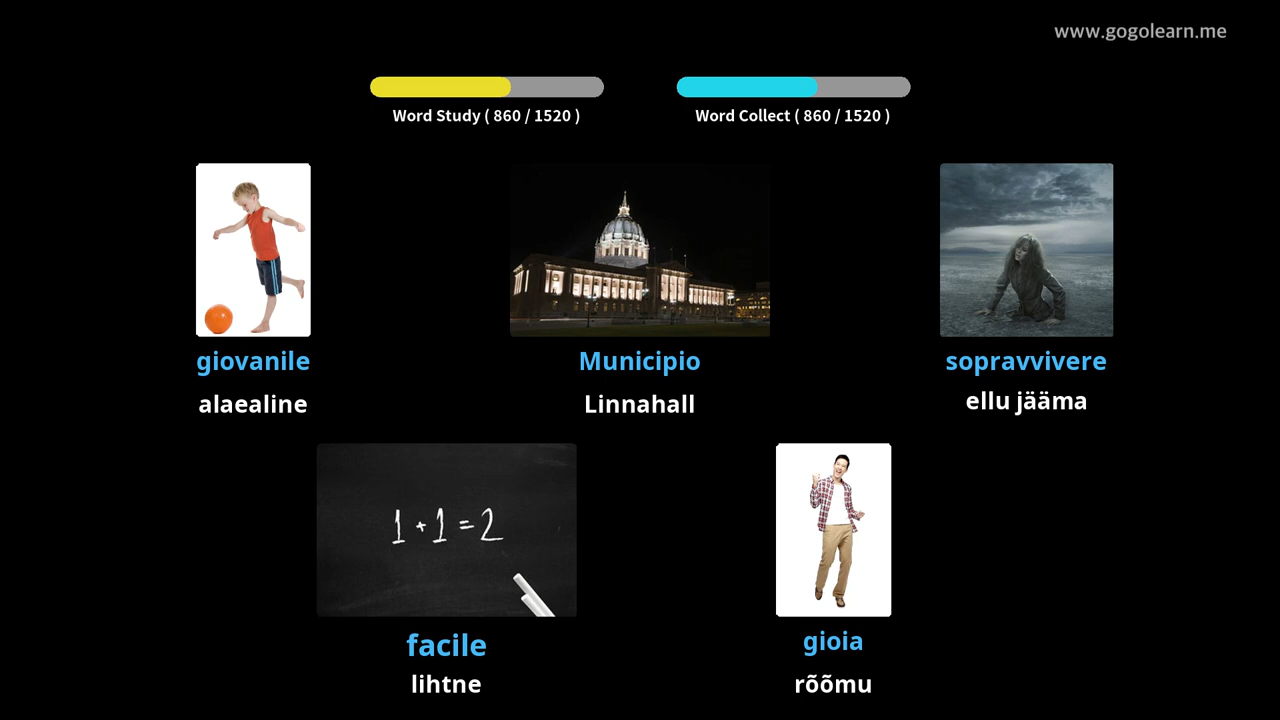 www.gogolearn.me
Word Study ( 860 / 1520 )
Word Collect ( 860 / 1520 )
giovanile
alaealine
Municipio
Linnahall
sopravvivere
ellu jääma
1 + 1 = 2
facile
lihtne
gioia
rõõmu